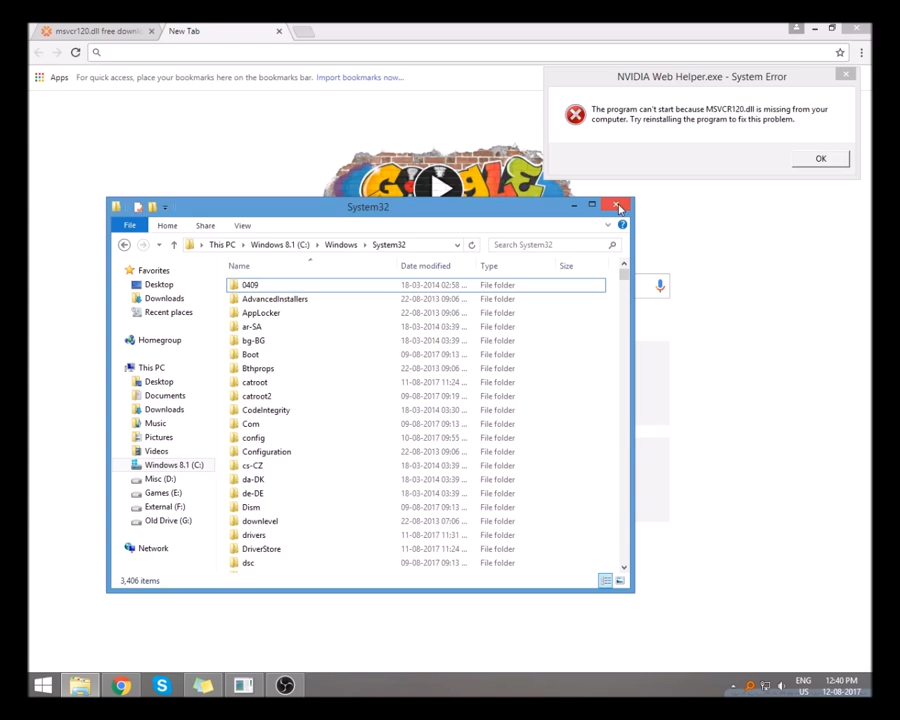 msvcr120.dll free downl
New Tab
Apps For quick access, place your bookmarks here on the bookmarks bar. Import bookmarks now...
NVIDIA Web Helper.exe - System Error
The program can't start because MSVCR120.dll is missing from your
computer. Try reinstalling the program to fix this problem.
OK
System32
File Home Share View
This PC Windows 8.1 (C:) Windows System32 Search System32
Name Date modified Type Size
Favorites
Desktop
Downloads
Recent places
Homegroup
This PC
Desktop
Documents
Downloads
Music
Pictures
Videos
Windows 8.1 (C:)
Misc (D:)
Games (E:)
External (F:)
Old Drive (G:)
Network
0409 18-03-2014 02:58 ... File folder
AdvancedInstallers 22-08-2013 09:06 ... File folder
AppLocker 22-08-2013 09:06 ... File folder
ar-SA 18-03-2014 03:39 ... File folder
bg-BG 18-03-2014 03:39 ... File folder
Boot 09-08-2017 09:13 ... File folder
Bthprops 22-08-2013 09:06 ... File folder
catroot 11-08-2017 11:24 ... File folder
catroot2 09-08-2017 09:19 ... File folder
CodeIntegrity 18-03-2014 03:30 ... File folder
Com 09-08-2017 09:13 ... File folder
config 10-08-2017 09:55 ... File folder
Configuration 22-08-2013 09:06 ... File folder
cs-CZ 18-03-2014 03:39 ... File folder
da-DK 18-03-2014 03:39 ... File folder
de-DE 18-03-2014 03:39 ... File folder
Dism 09-08-2017 09:13 ... File folder
downlevel 22-08-2013 07:06 ... File folder
drivers 11-08-2017 11:31 ... File folder
DriverStore 11-08-2017 11:24 ... File folder
dsc 09-08-2017 09:13 ... File folder
3,406 items
ENG 12:40 PM
US 12-08-2017